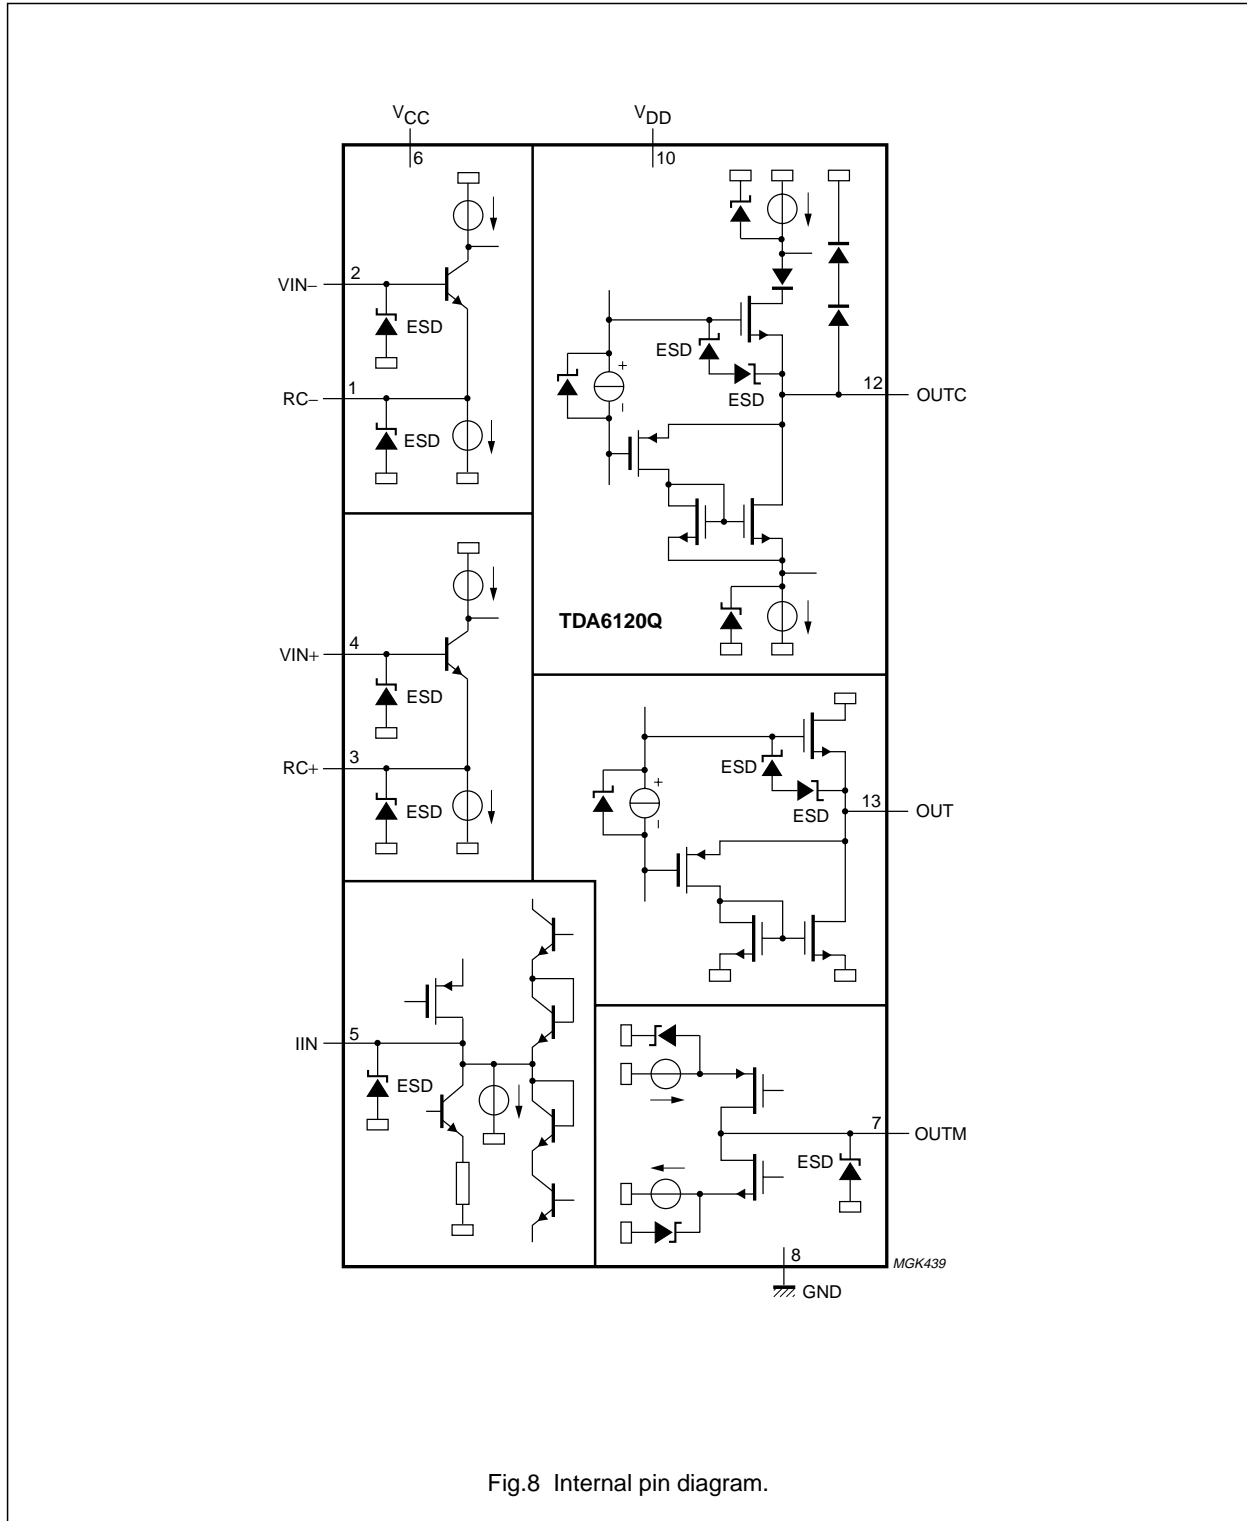 VCC
VDD
6
10
2
VIN−
ESD
ESD
ESD
12
OUTC
1
RC−
ESD
TDA6120Q
4
VIN+
ESD
3
RC+
ESD
ESD
ESD
13
OUT
5
IIN
ESD
7
OUTM
ESD
8
GND
MGK439
Fig.8 Internal pin diagram.